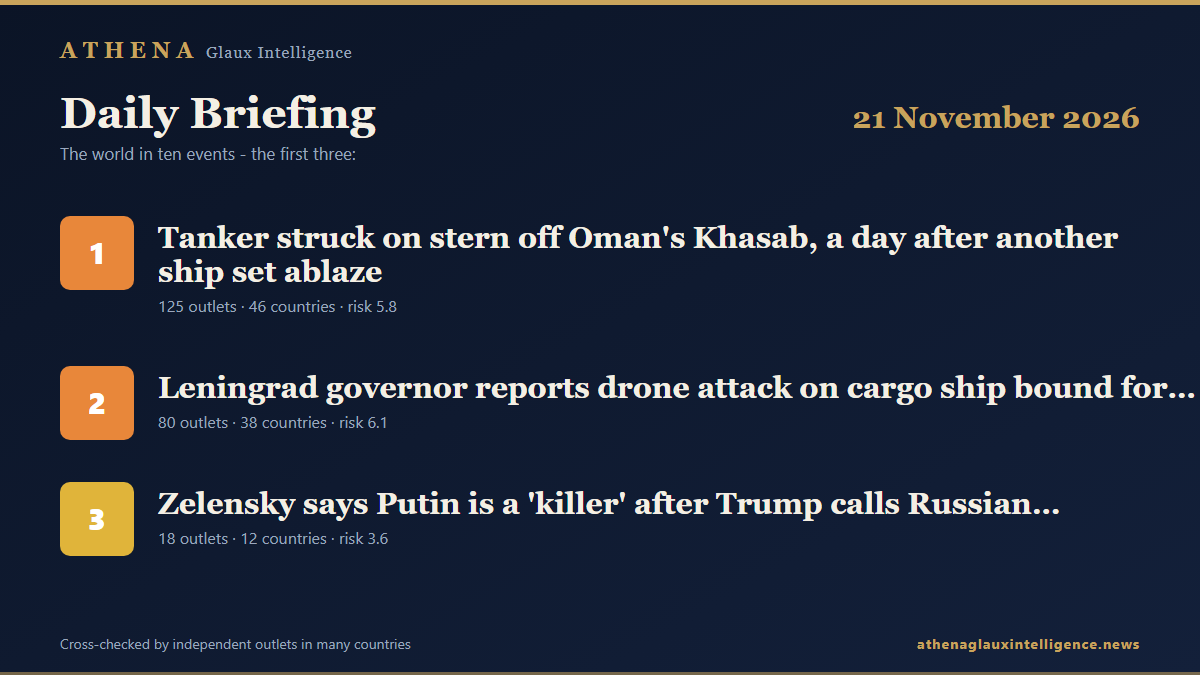 ATHENA Glaux Intelligence
Daily Briefing
21 November 2026
The world in ten events - the first three:
1
Tanker struck on stern off Oman's Khasab, a day after another
ship set ablaze
125 outlets · 46 countries · risk 5.8
2
Leningrad governor reports drone attack on cargo ship bound for...
80 outlets · 38 countries · risk 6.1
3
Zelensky says Putin is a 'killer' after Trump calls Russian...
18 outlets · 12 countries · risk 3.6
Cross-checked by independent outlets in many countries
athenaglauxintelligence.news